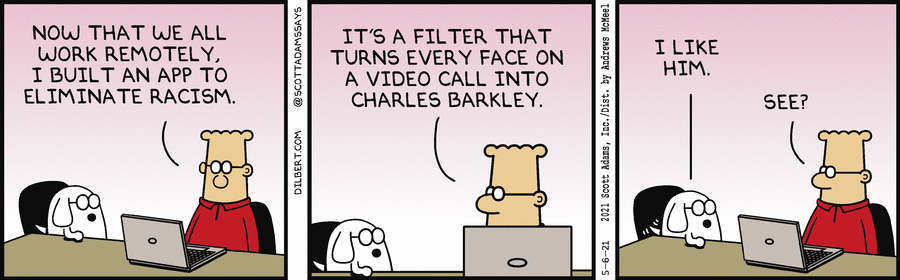 NOW THAT WE ALL
WORK REMOTELY,
I BUILT AN APP TO
ELIMINATE RACISM.
DILBERT.COM @SCOTTADAMSSAYS
IT'S A FILTER THAT
TURNS EVERY FACE ON
A VIDEO CALL INTO
CHARLES BARKLEY.
5-6-21 2021 Scott Adams, Inc./Dist. by Andrews McMeel
I LIKE
HIM.
SEE?